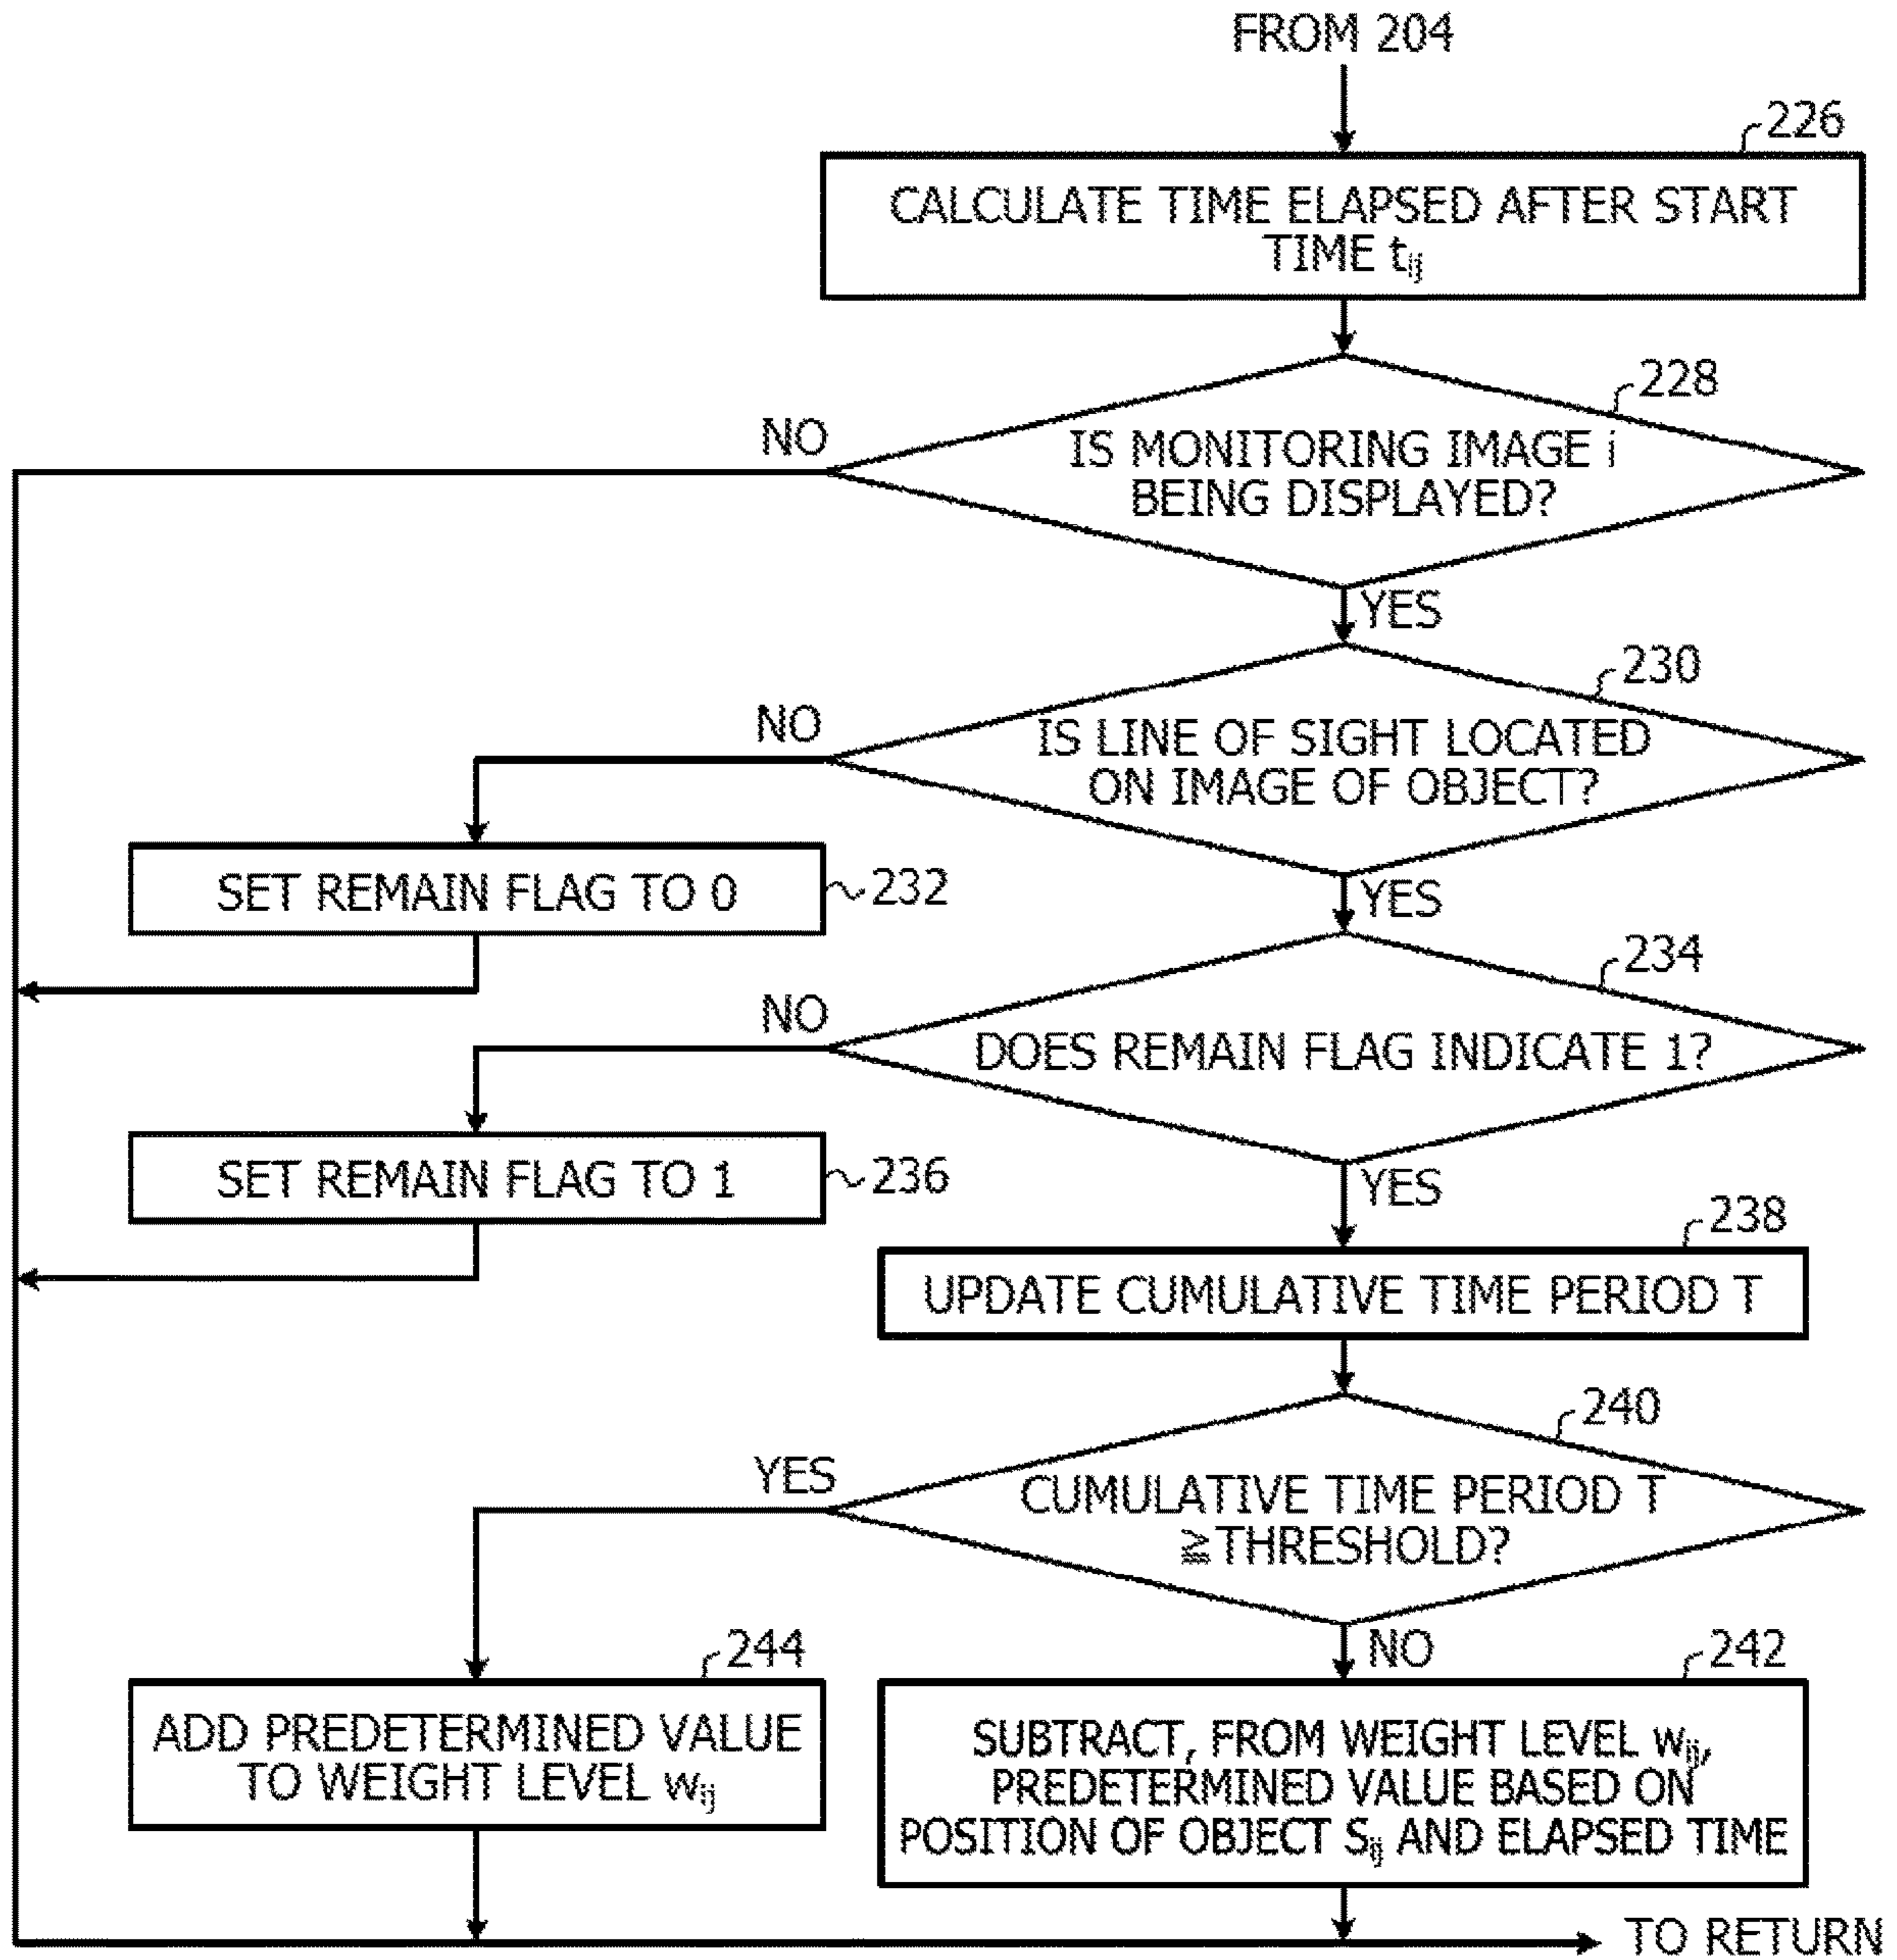 FROM 204
226
CALCULATE TIME ELAPSED AFTER START
TIME tij
228
NO
IS MONITORING IMAGE i
BEING DISPLAYED?
YES
230
NO
IS LINE OF SIGHT LOCATED
ON IMAGE OF OBJECT?
SET REMAIN FLAG TO 0
232
YES
234
NO
DOES REMAIN FLAG INDICATE 1?
SET REMAIN FLAG TO 1
236
YES
238
UPDATE CUMULATIVE TIME PERIOD T
240
YES
CUMULATIVE TIME PERIOD T
≧THRESHOLD?
244
NO
242
ADD PREDETERMINED VALUE
TO WEIGHT LEVEL wij
SUBTRACT, FROM WEIGHT LEVEL wij,
PREDETERMINED VALUE BASED ON
POSITION OF OBJECT Sij AND ELAPSED TIME
TO RETURN